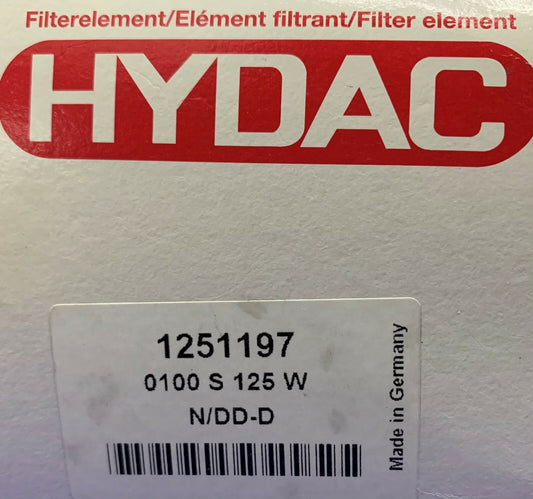 Filterelement/Elément filtrant/Filter element
HYDAC
1251197
0100 S 125 W
N/DD-D
Made in Germany